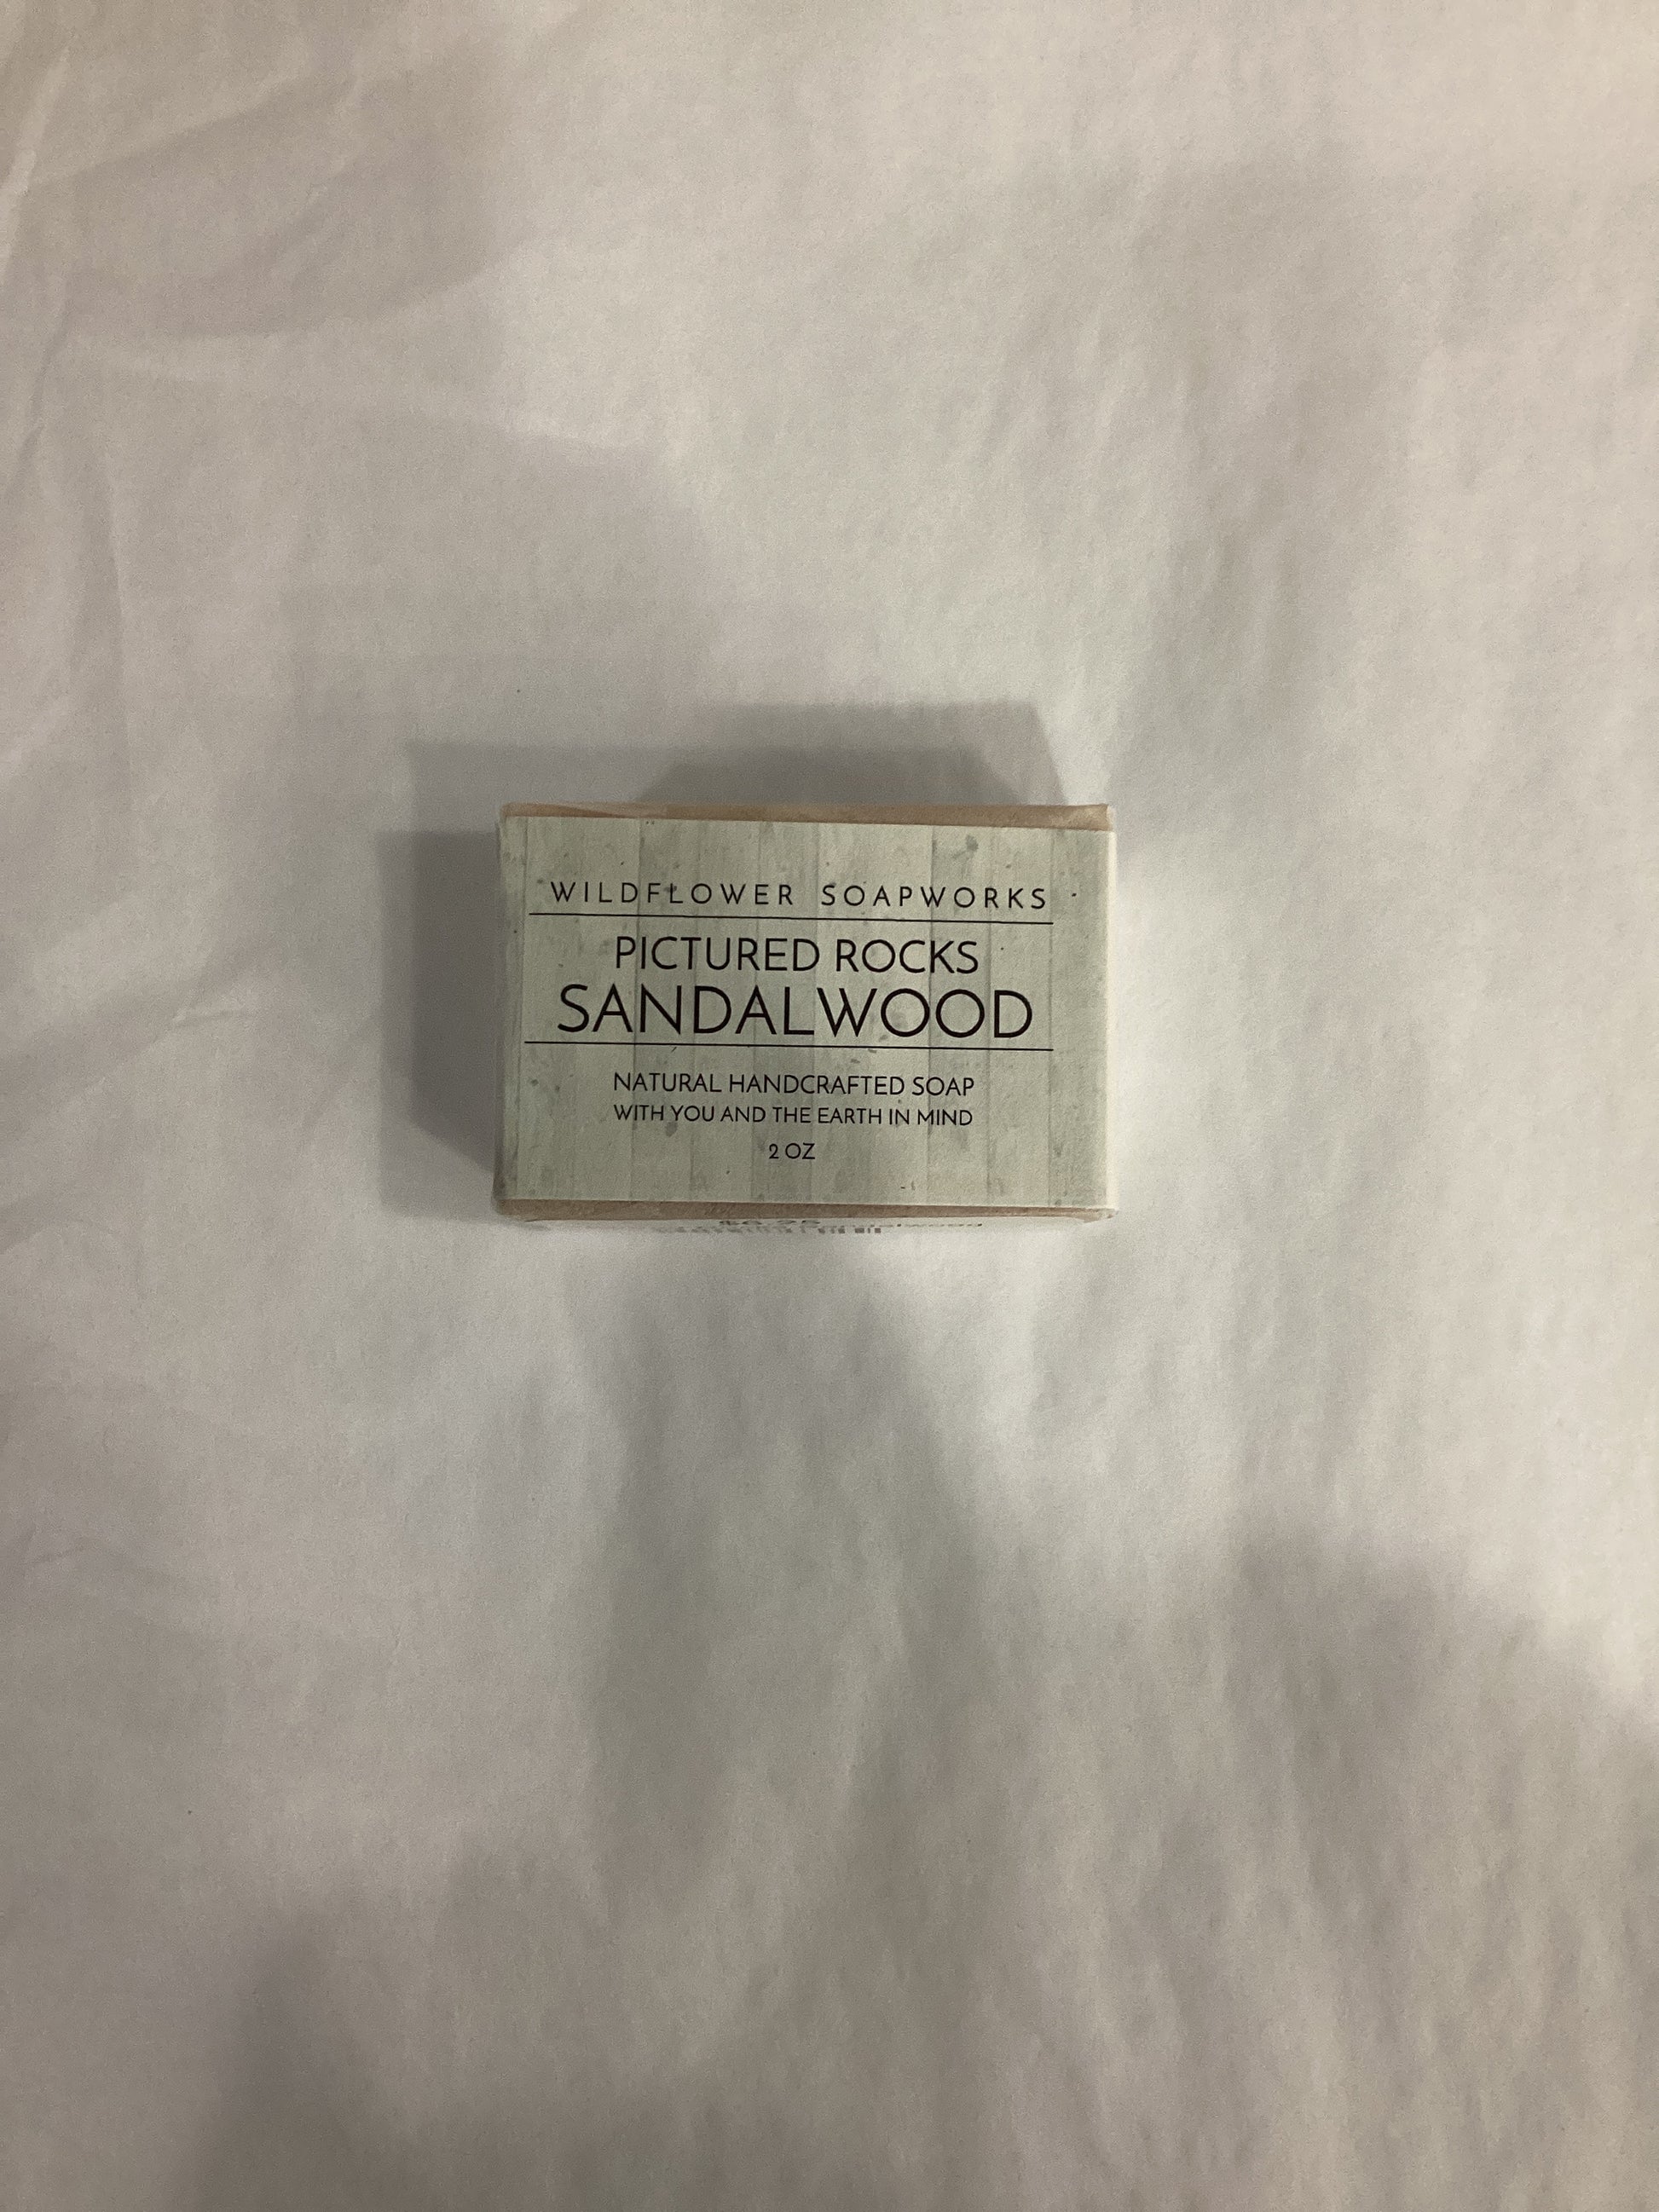 WILDFLOWER SOAPWORKS
PICTURED ROCKS
SANDALWOOD
NATURAL HANDCRAFTED SOAP
WITH YOU AND THE EARTH IN MIND
2 OZ